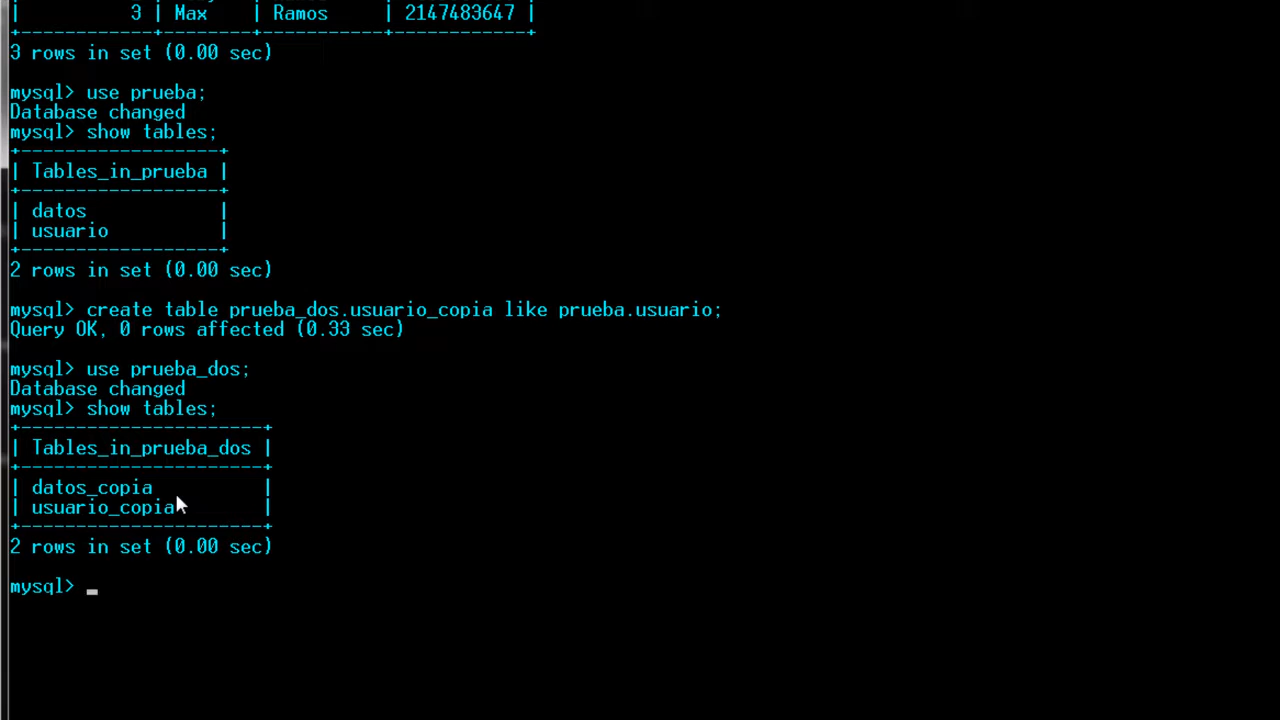 | 3 | Max | Ramos | 2147483647 |
+------------+--------+-----------+------------+
3 rows in set (0.00 sec)
mysql> use prueba;
Database changed
mysql> show tables;
+------------------+
| Tables_in_prueba |
+------------------+
| datos |
| usuario |
+------------------+
2 rows in set (0.00 sec)
mysql> create table prueba_dos.usuario_copia like prueba.usuario;
Query OK, 0 rows affected (0.33 sec)
mysql> use prueba_dos;
Database changed
mysql> show tables;
+----------------------+
| Tables_in_prueba_dos |
+----------------------+
| datos_copia |
| usuario_copia |
+----------------------+
2 rows in set (0.00 sec)
mysql> _